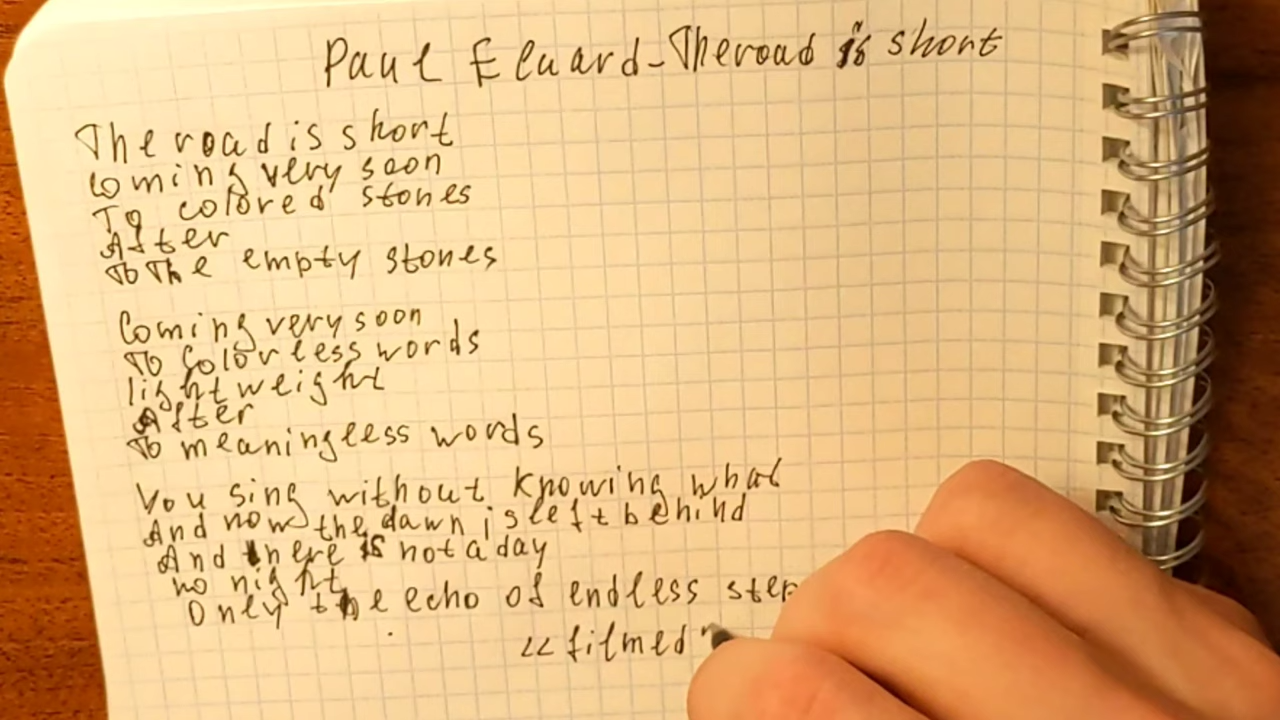 Paul Eluard-The road is short
The road is short
Coming very soon
To colored stones
After
To The empty stones
Coming very soon
To Colorless words
lightweight
After
To meaningless words
You sing without knowing what
And now the dawn is left behind
And there is not a day
no night
Only the echo of endless step
<< filmed "